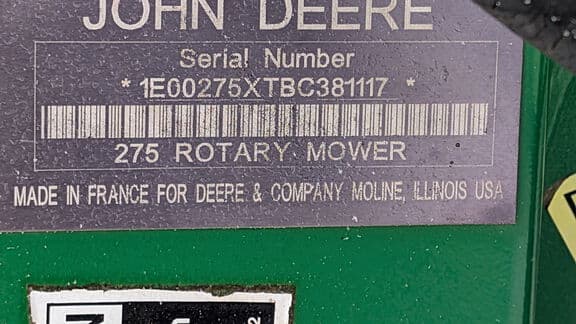 JOHN DEERE
Serial Number
* 1E00275XTBC381117 *
275 ROTARY MOWER
MADE IN FRANCE FOR DEERE & COMPANY MOLINE, ILLINOIS USA